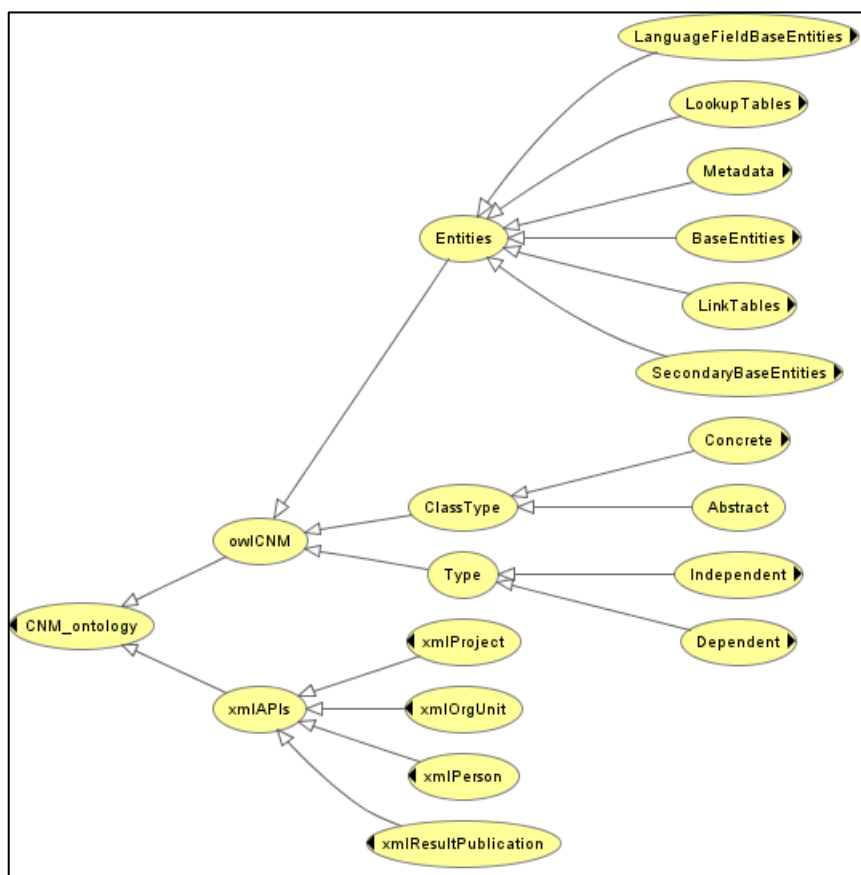 LanguageFieldBaseEntities
LookupTables
Metadata
Entities
BaseEntities
LinkTables
SecondaryBaseEntities
Concrete
ClassType
Abstract
owlCNM
Type
Independent
CNM_ontology
xmlProject
Dependent
xmlAPIs
xmlOrgUnit
xmlPerson
xmlResultPublication